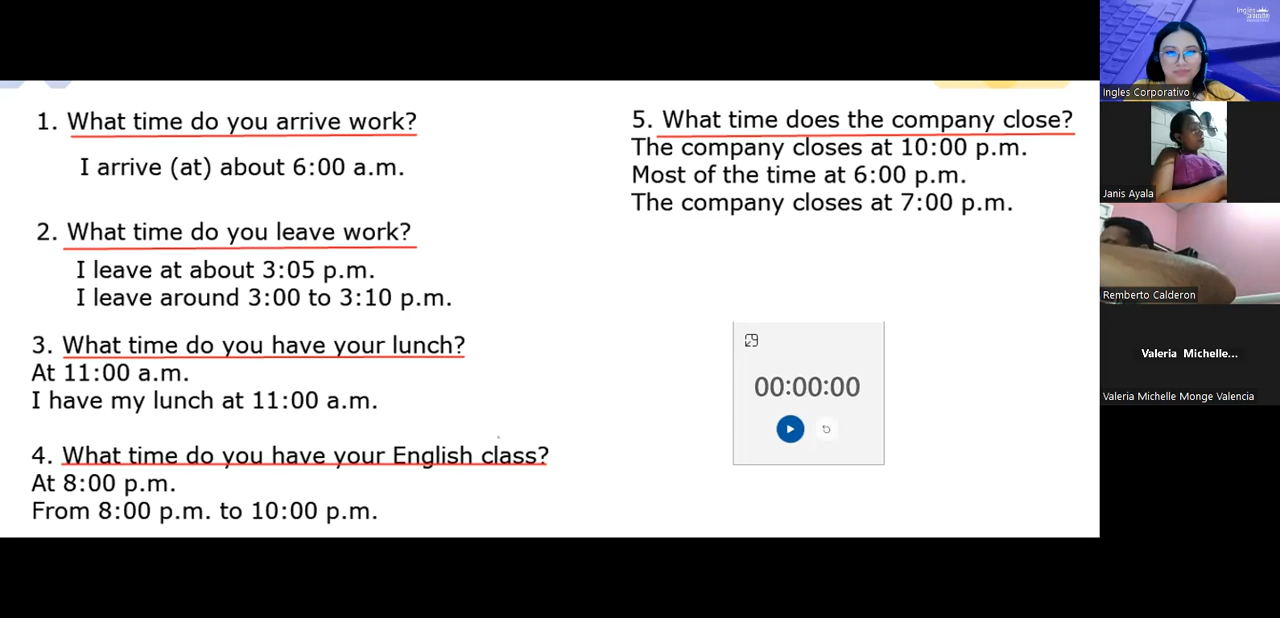 1. What time do you arrive work?
I arrive (at) about 6:00 a.m.
2. What time do you leave work?
I leave at about 3:05 p.m.
I leave around 3:00 to 3:10 p.m.
3. What time do you have your lunch?
At 11:00 a.m.
I have my lunch at 11:00 a.m.
4. What time do you have your English class?
At 8:00 p.m.
From 8:00 p.m. to 10:00 p.m.
5. What time does the company close?
The company closes at 10:00 p.m.
Most of the time at 6:00 p.m.
The company closes at 7:00 p.m.
00:00:00
Ingles Corporativo
Janis Ayala
Remberto Calderon
Valeria Michelle...
Valeria Michelle Monge Valencia